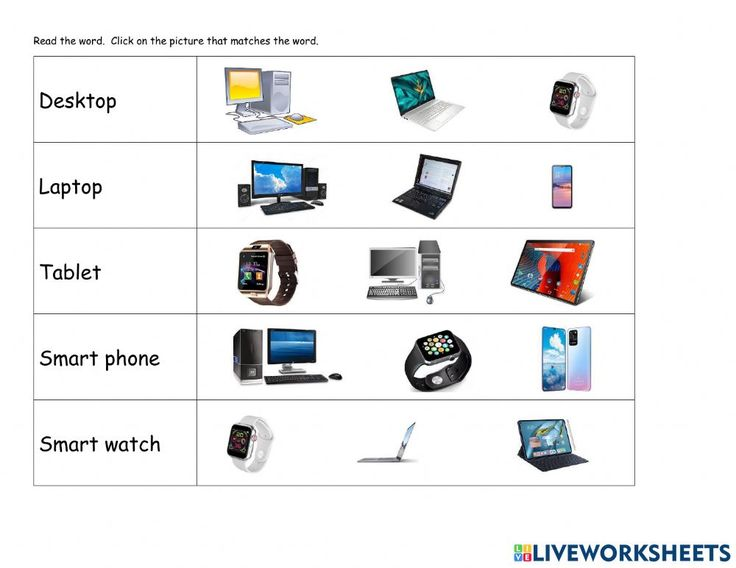 Read the word.  Click on the picture that matches the word.
Desktop
Laptop
Tablet
Smart phone
Smart watch
LIVEWORKSHEETS